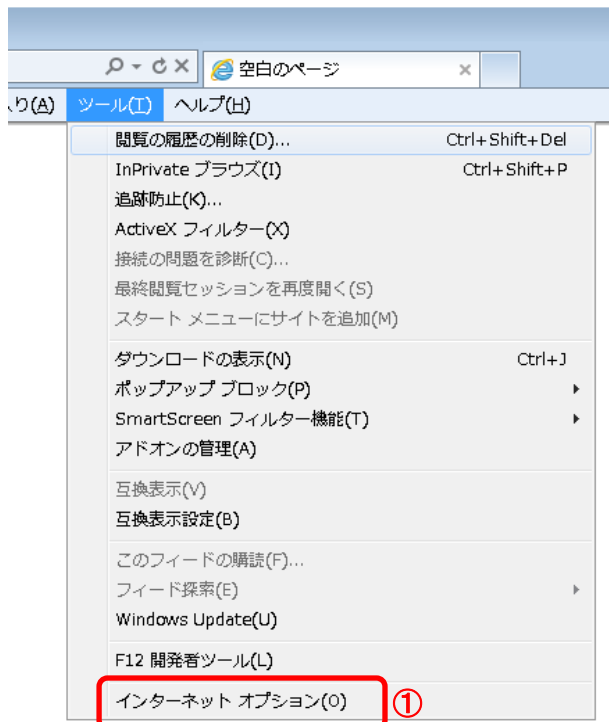 空白のページ
り(A) ツール(T) ヘルプ(H)
閲覧の履歴の削除(D)... Ctrl+Shift+Del
InPrivate ブラウズ(I) Ctrl+Shift+P
追跡防止(K)...
ActiveX フィルター(X)
接続の問題を診断(C)...
最終閲覧セッションを再度開く(S)
スタート メニューにサイトを追加(M)
ダウンロードの表示(N) Ctrl+J
ポップアップ ブロック(P)
SmartScreen フィルター機能(T)
アドオンの管理(A)
互換表示(V)
互換表示設定(B)
このフィードの購読(F)...
フィード探索(E)
Windows Update(U)
F12 開発者ツール(L)
インターネット オプション(O) ①